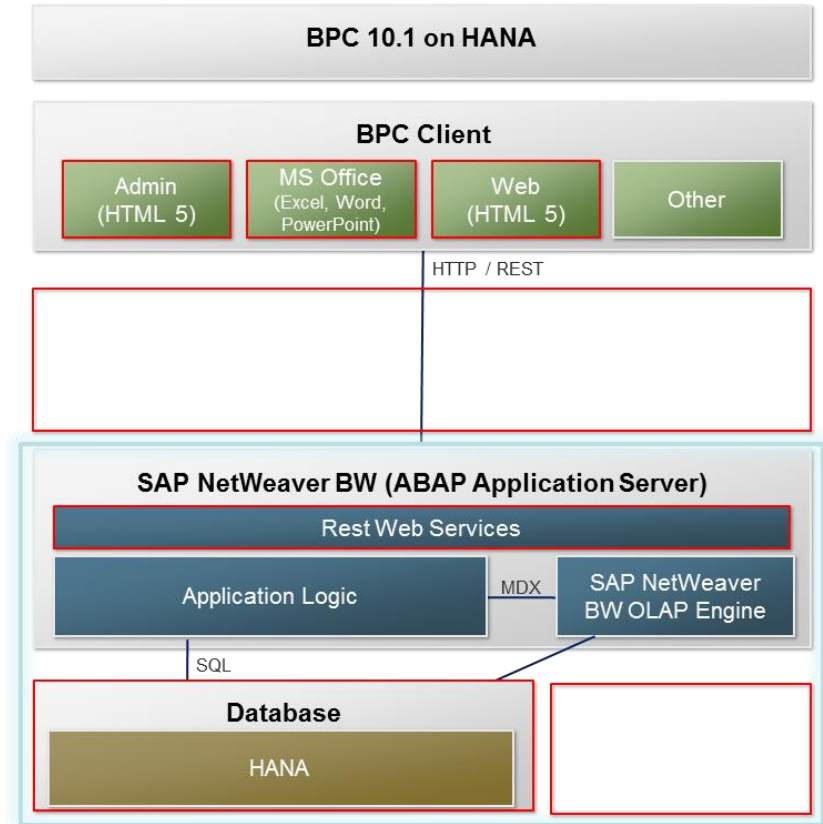 BPC 10.1 on HANA
BPC Client
Admin
(HTML 5)
MS Office
(Excel, Word,
PowerPoint)
Web
(HTML 5)
Other
HTTP / REST
SAP NetWeaver BW (ABAP Application Server)
Rest Web Services
Application Logic
MDX
SAP NetWeaver
BW OLAP Engine
SQL
Database
HANA